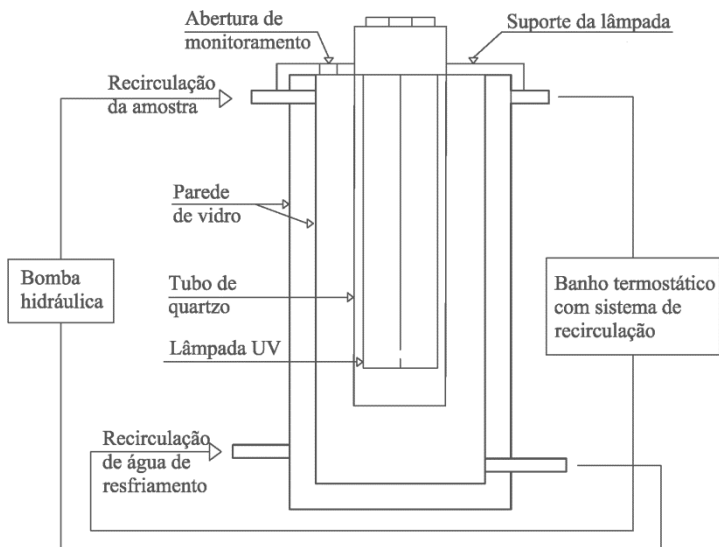 Abertura de
monitoramento
Suporte da lâmpada
Recirculação
da amostra
Parede
de vidro
Bomba
hidráulica
Tubo de
quartzo
Banho termostático
com sistema de
recirculação
Lâmpada UV
Recirculação
de água de
resfriamento